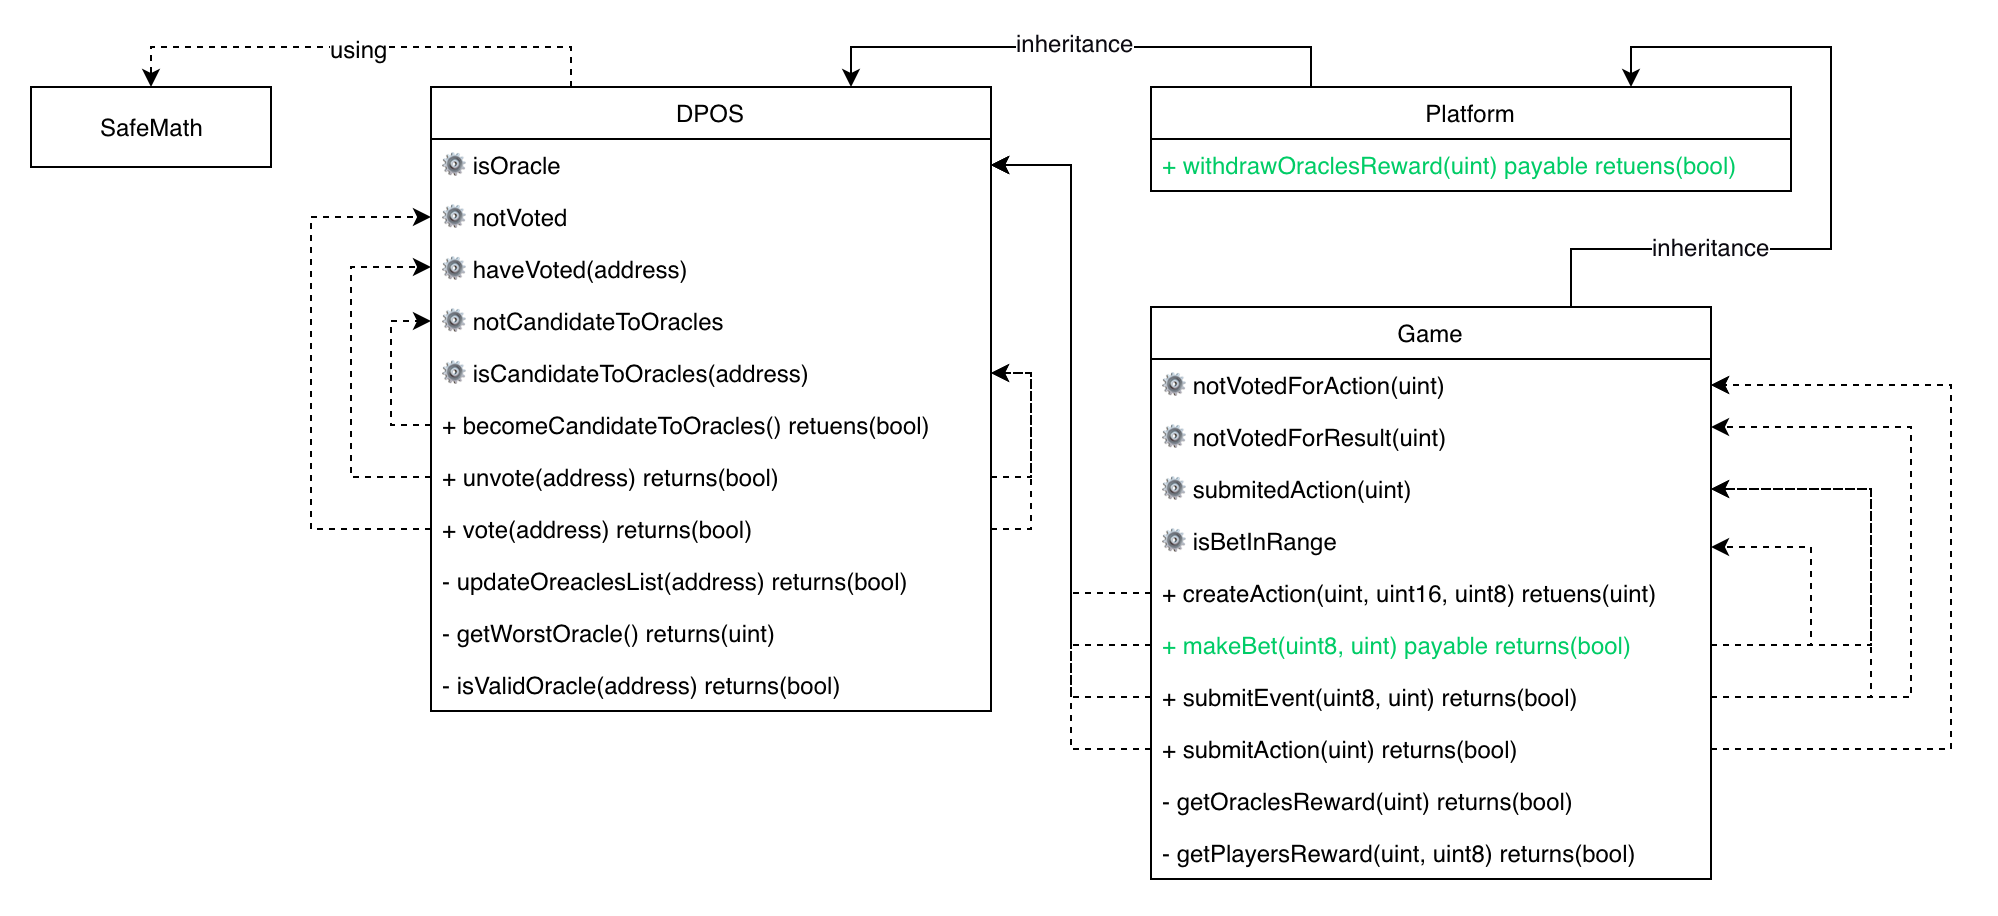 using
inheritance
SafeMath
DPOS
isOracle
notVoted
haveVoted(address)
notCandidateToOracles
isCandidateToOracles(address)
+ becomeCandidateToOracles() retuens(bool)
+ unvote(address) returns(bool)
+ vote(address) returns(bool)
- updateOreaclesList(address) returns(bool)
- getWorstOracle() returns(uint)
- isValidOracle(address) returns(bool)
Platform
+ withdrawOraclesReward(uint) payable retuens(bool)
inheritance
Game
notVotedForAction(uint)
notVotedForResult(uint)
submitedAction(uint)
isBetInRange
+ createAction(uint, uint16, uint8) retuens(uint)
+ makeBet(uint8, uint) payable returns(bool)
+ submitEvent(uint8, uint) returns(bool)
+ submitAction(uint) returns(bool)
- getOraclesReward(uint) returns(bool)
- getPlayersReward(uint, uint8) returns(bool)